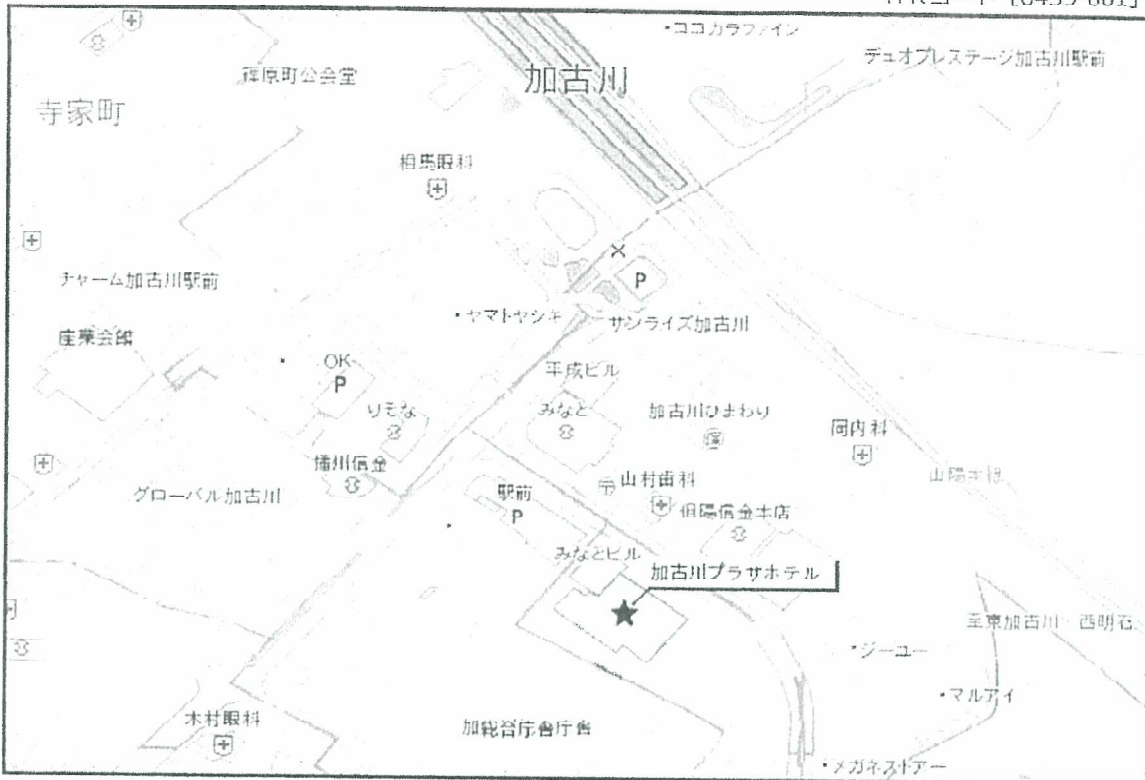 ココカラファイン
加古川
デュオプレステージ加古川駅前
篠原町公会堂
寺家町
相馬眼科
P
チャーム加古川駅前
ヤマトヤシキ
サンライズ加古川
産業会館
OK
P
平成ビル
りそな
みなと
加古川ひまわり
岡内科
播州信金
山陽本線
グローバル加古川
駅前
P
山村歯科
但陽信金本店
みなとビル
加古川プラザホテル
至東加古川・西明石
ジーユー
マルアイ
木村眼科
加総合庁舎庁舎
メガネストアー